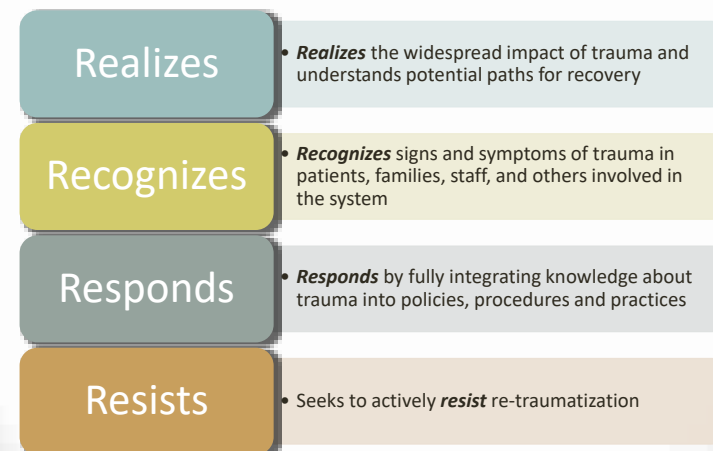 Realizes
• Realizes the widespread impact of trauma and
understands potential paths for recovery
Recognizes
• Recognizes signs and symptoms of trauma in
patients, families, staff, and others involved in
the system
Responds
• Responds by fully integrating knowledge about
trauma into policies, procedures and practices
Resists
• Seeks to actively resist re-traumatization